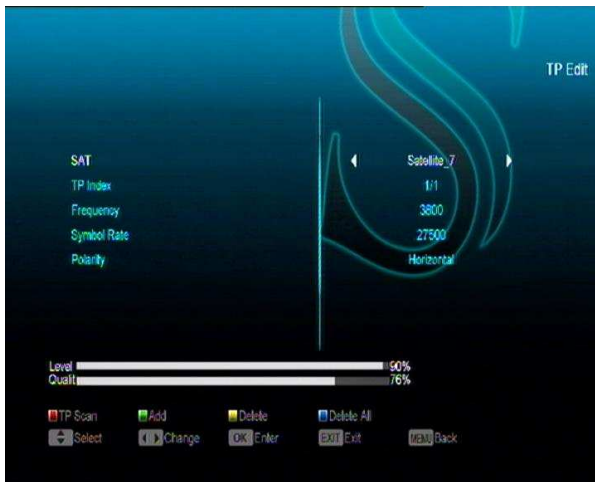 TP Edit
SAT Satellite_7
TP Index 1/1
Frequency 3800
Symbol Rate 27500
Polarity Horizontal
Level 90%
Qualit 76%
TP Scan Add Delete Delete All
Select Change OK Enter EXIT Exit MENU Back